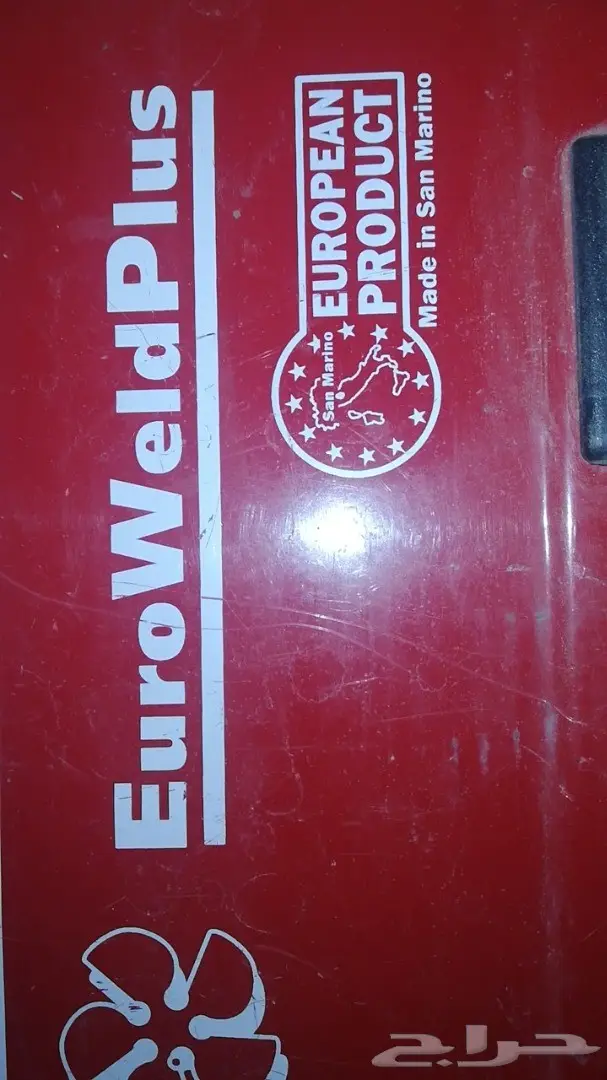 EuroWeldPlus
EUROPEAN
PRODUCT
Made in San Marino
San Marino
حراج